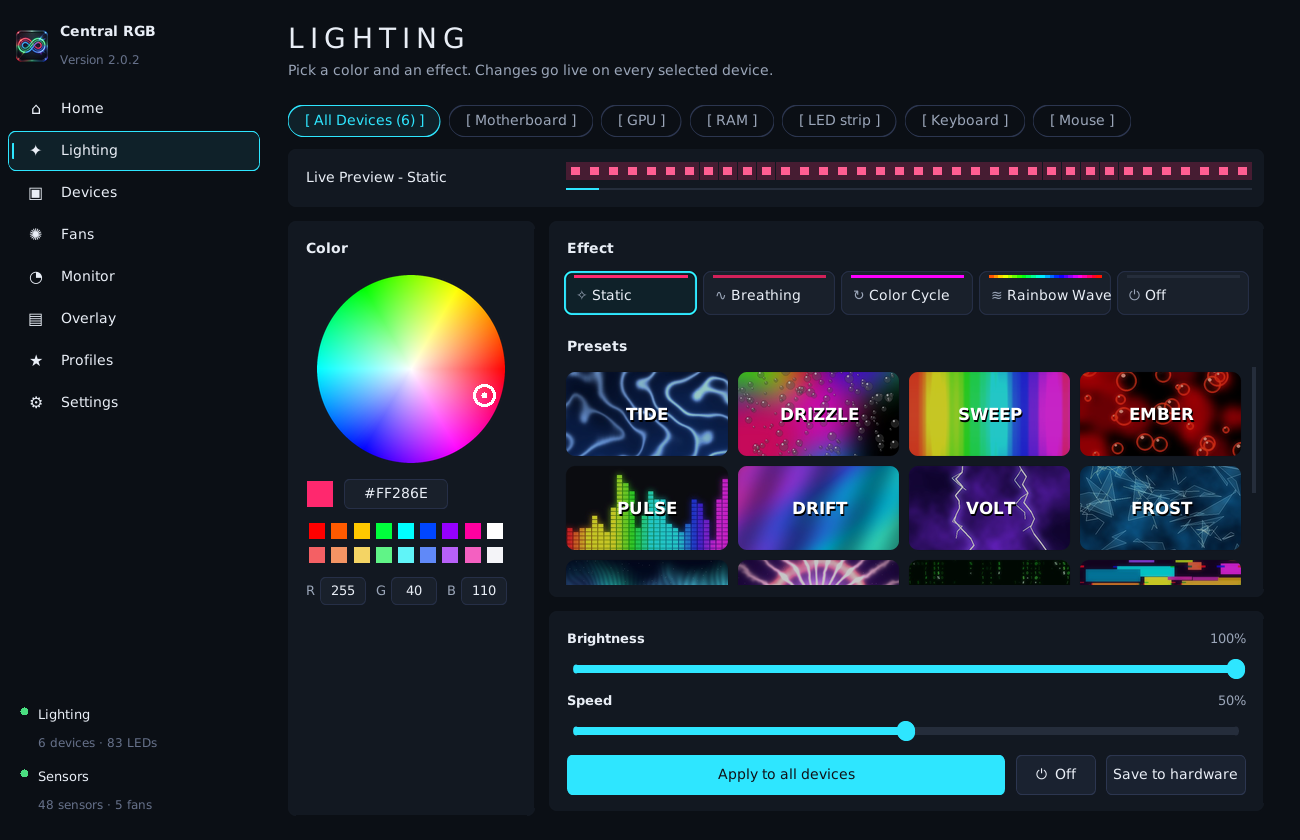 Central RGB
Version 2.0.2
Home
Lighting
Devices
Fans
Monitor
Overlay
Profiles
Settings
Lighting
6 devices · 83 LEDs
Sensors
48 sensors · 5 fans
LIGHTING
Pick a color and an effect. Changes go live on every selected device.
[ All Devices (6) ] [ Motherboard ] [ GPU ] [ RAM ] [ LED strip ] [ Keyboard ] [ Mouse ]
Live Preview - Static
Color
#FF286E
R 255 G 40 B 110
Effect
Static Breathing Color Cycle Rainbow Wave Off
Presets
TIDE DRIZZLE SWEEP EMBER
PULSE DRIFT VOLT FROST
Brightness 100%
Speed 50%
Apply to all devices Off Save to hardware